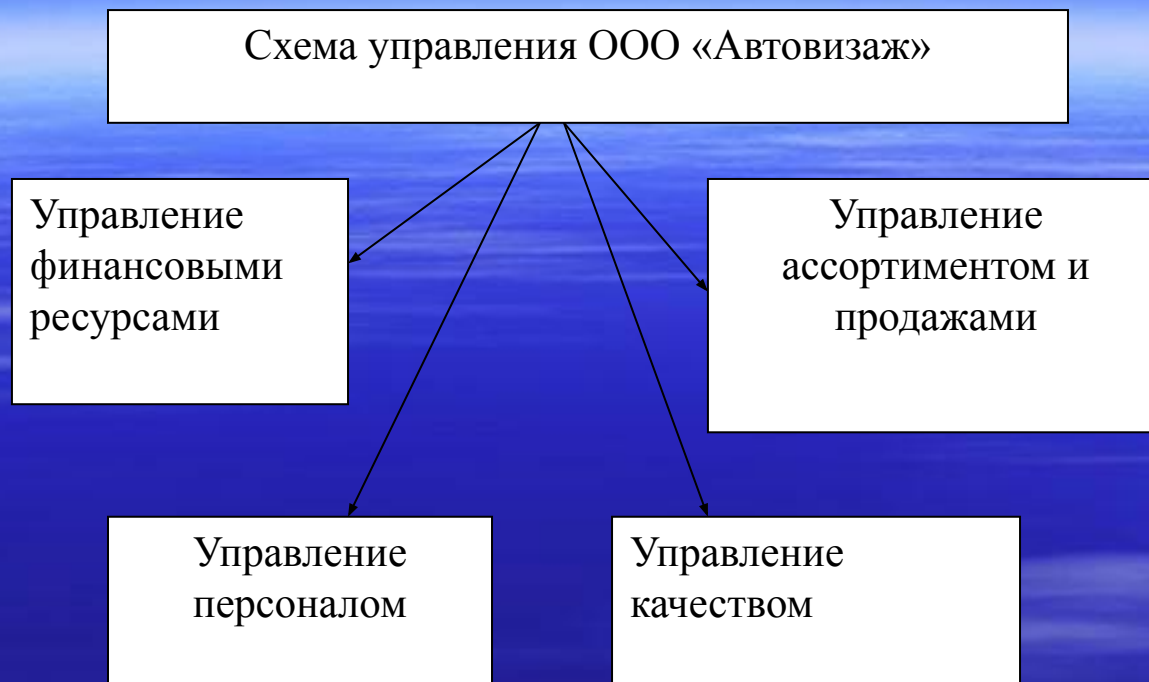 Схема управления ООО «Автовизаж»
Управление
финансовыми
ресурсами
Управление
ассортиментом и
продажами
Управление
персоналом
Управление
качеством